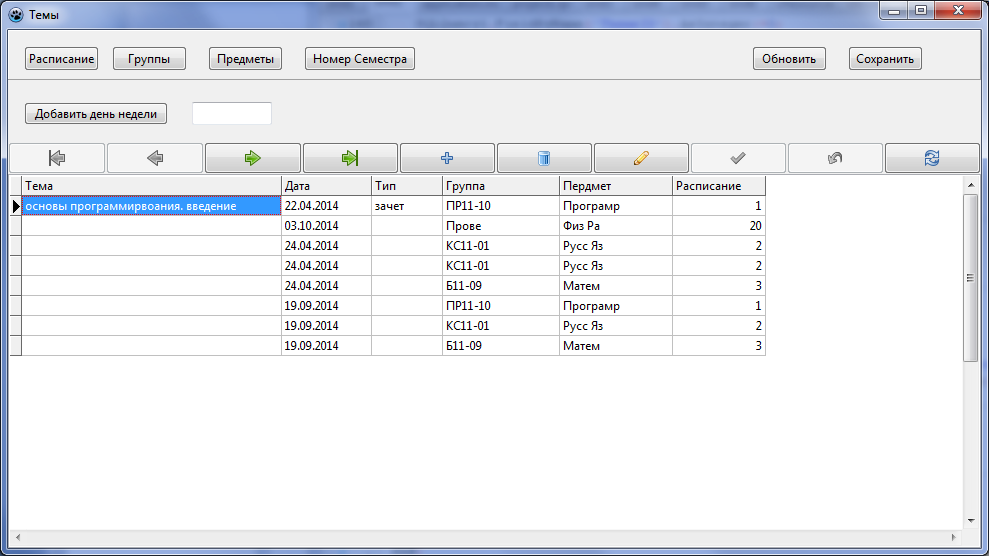 Темы
Расписание Группы Предметы Номер Семестра Обновить Сохранить
Добавить день недели
Тема Дата Тип Группа Пердмет Расписание
основы программирвоания. введение 22.04.2014 зачет ПР11-10 Програмр 1
03.10.2014 Прове Физ Ра 20
24.04.2014 КС11-01 Русс Яз 2
24.04.2014 КС11-01 Русс Яз 2
24.04.2014 Б11-09 Матем 3
19.09.2014 ПР11-10 Програмр 1
19.09.2014 КС11-01 Русс Яз 2
19.09.2014 Б11-09 Матем 3